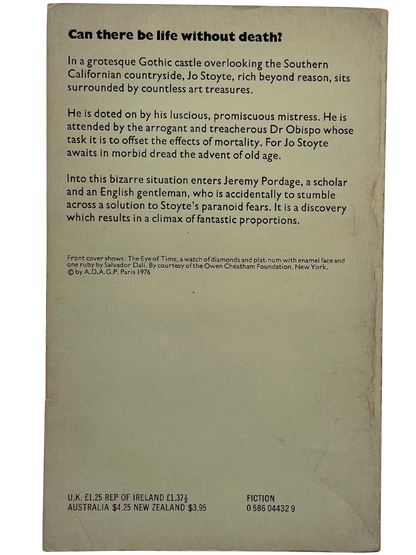 Can there be life without death?
In a grotesque Gothic castle overlooking the Southern
Californian countryside, Jo Stoyte, rich beyond reason, sits
surrounded by countless art treasures.
He is doted on by his luscious, promiscuous mistress. He is
attended by the arrogant and treacherous Dr Obispo whose
task it is to offset the effects of mortality. For Jo Stoyte
awaits in morbid dread the advent of old age.
Into this bizarre situation enters Jeremy Pordage, a scholar
and an English gentleman, who is accidentally to stumble
across a solution to Stoyte's paranoid fears. It is a discovery
which results in a climax of fantastic proportions.
Front cover shows: The Eye of Time, a watch of diamonds and platinum with enamel face and
one ruby by Salvador Dali. By courtesy of the Owen Cheatham Foundation. New York.
© by A.D.A.G.P. Paris 1976
U.K. £1.25 REP OF IRELAND £1.37½
AUSTRALIA $4.25 NEW ZEALAND $3.95
FICTION
0 586 04432 9